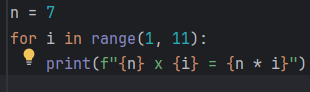 n = 7
for i in range(1, 11):
    print(f"{n} x {i} = {n * i}")